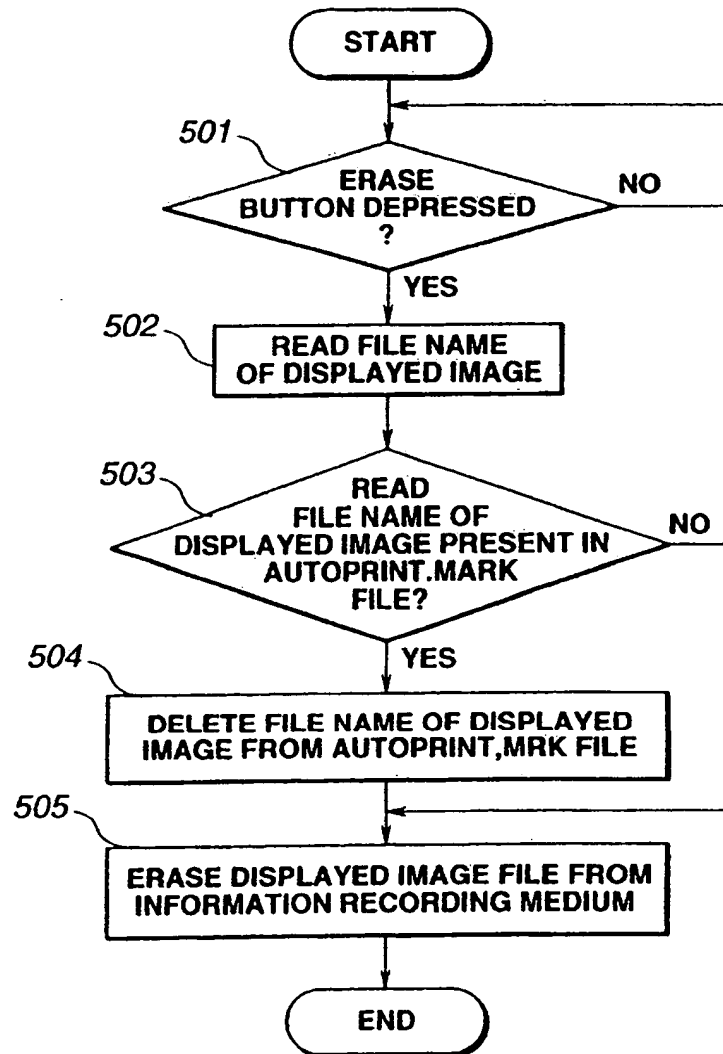 START
501
ERASE
BUTTON DEPRESSED
?
NO
YES
502
READ FILE NAME
OF DISPLAYED IMAGE
503
READ
FILE NAME OF
DISPLAYED IMAGE PRESENT IN
AUTOPRINT.MARK
FILE?
NO
YES
504
DELETE FILE NAME OF DISPLAYED
IMAGE FROM AUTOPRINT,MRK FILE
505
ERASE DISPLAYED IMAGE FILE FROM
INFORMATION RECORDING MEDIUM
END